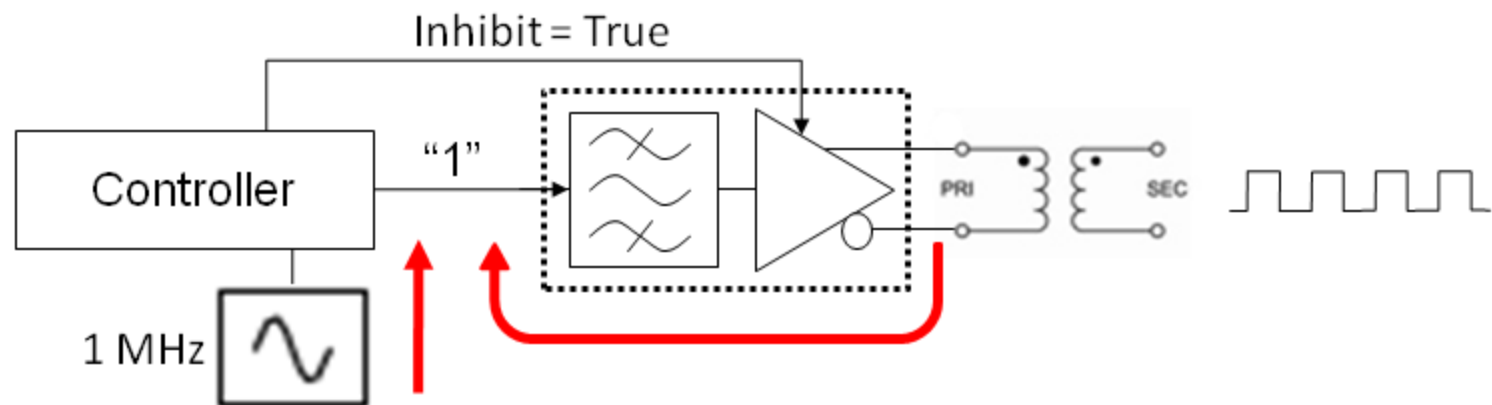 Inhibit = True
“1”
Controller
PRI
SEC
1 MHz